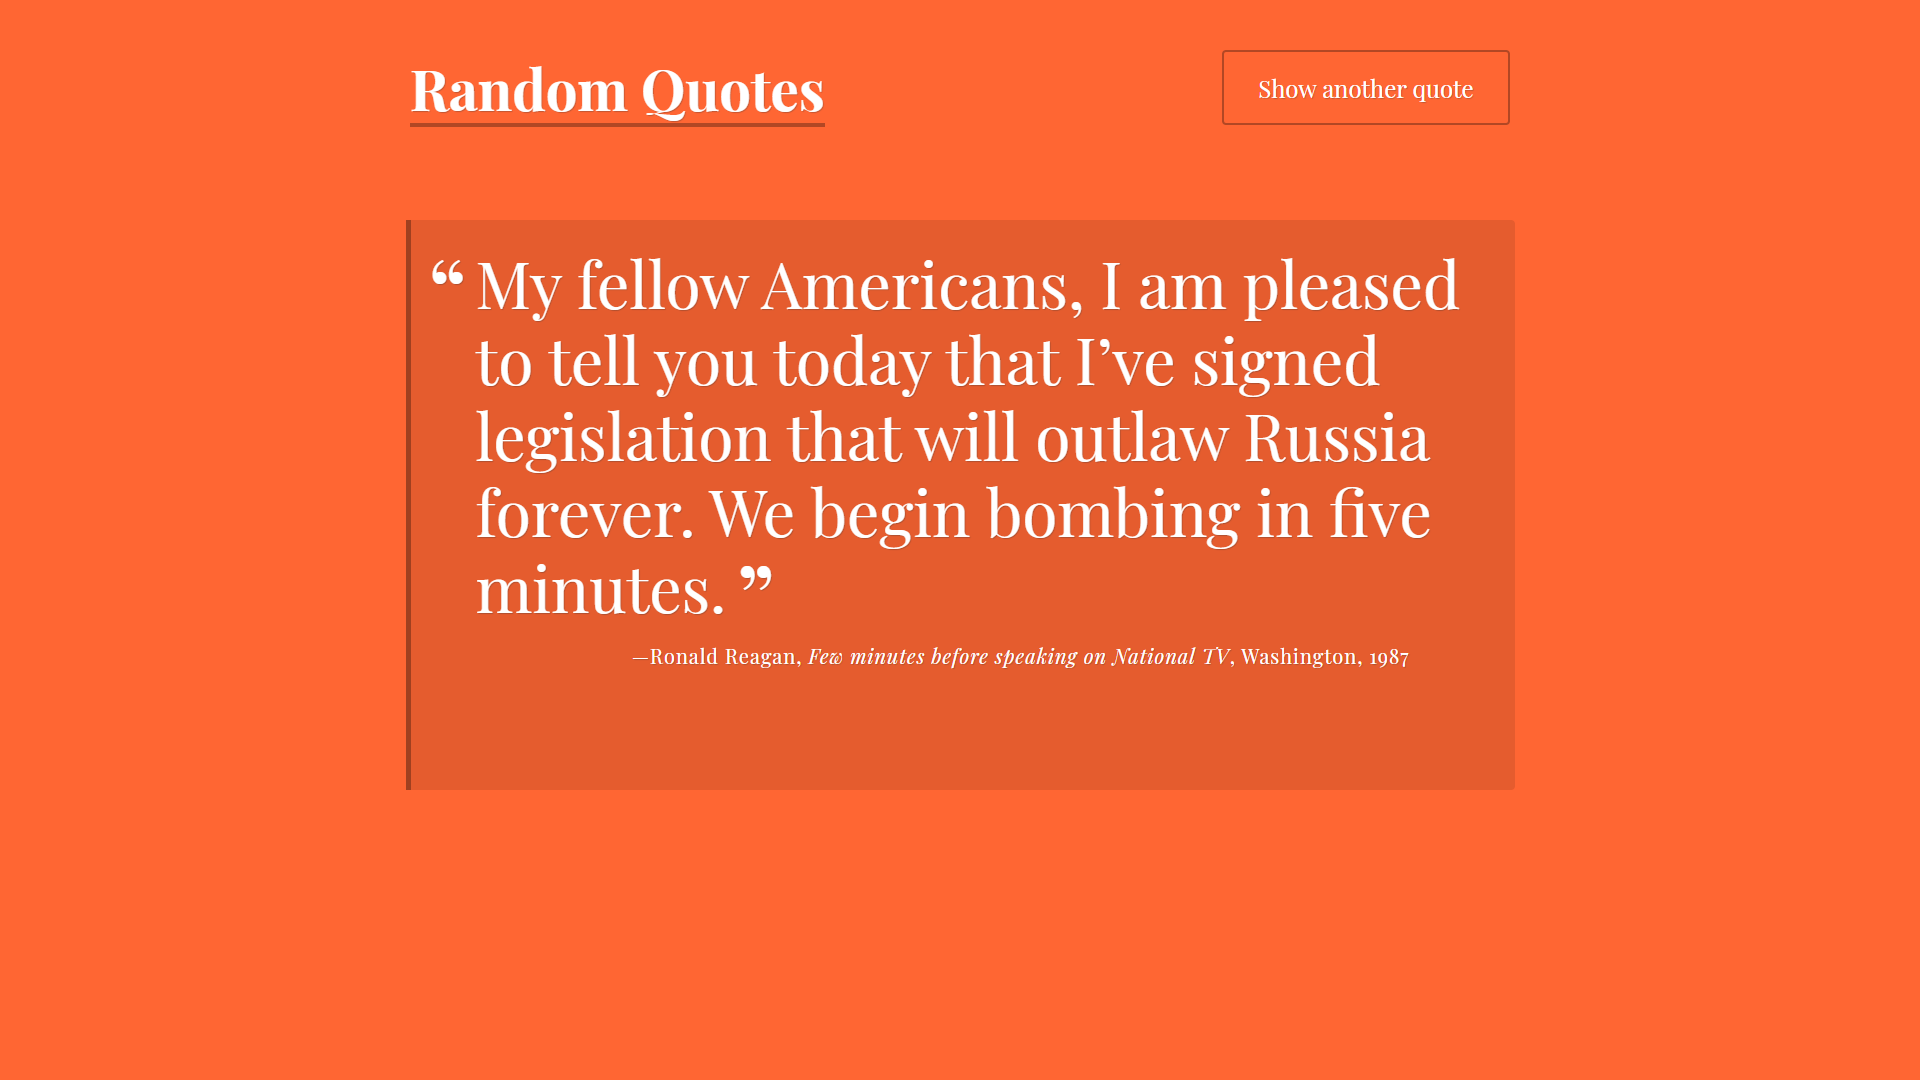 Random Quotes
Show another quote
“ My fellow Americans, I am pleased
to tell you today that I’ve signed
legislation that will outlaw Russia
forever. We begin bombing in five
minutes. ”
—Ronald Reagan, Few minutes before speaking on National TV, Washington, 1987